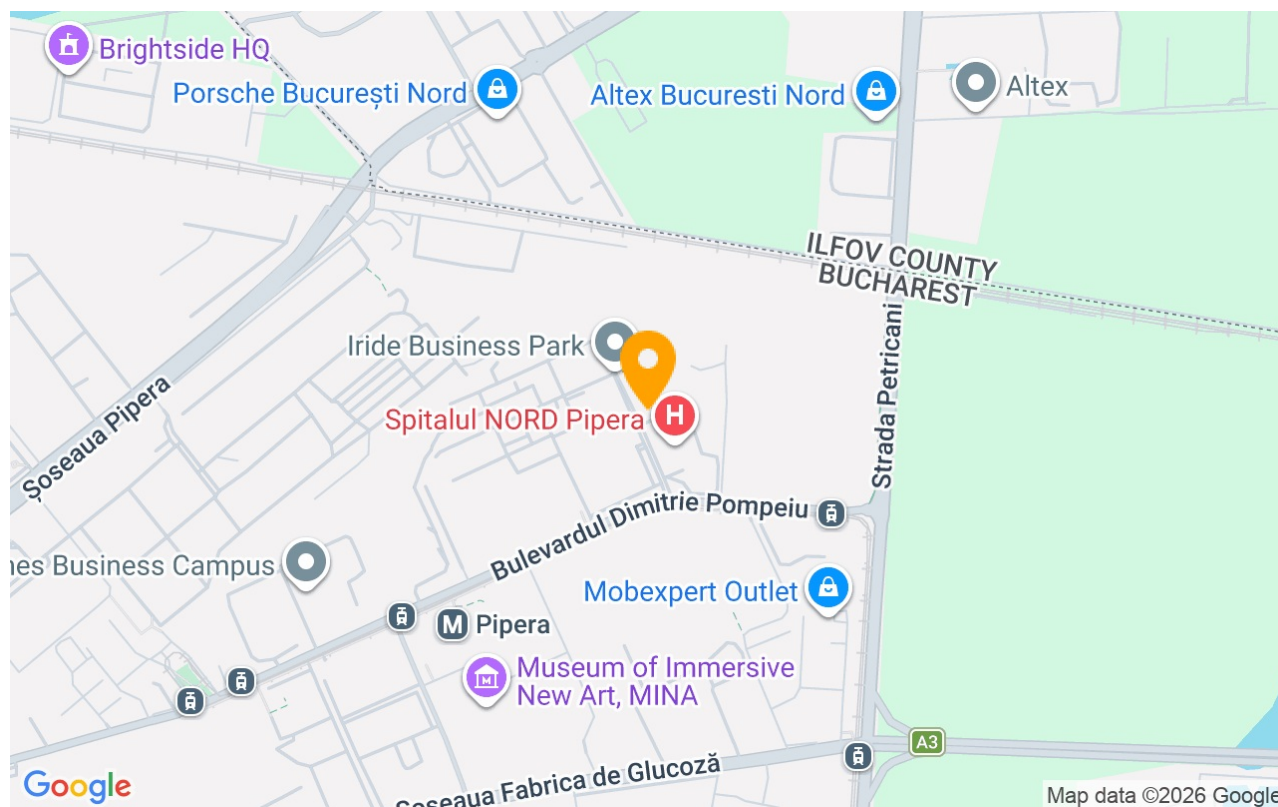 Brightside HQ
Porsche București Nord
Altex Bucuresti Nord
Altex
ILFOV COUNTY
BUCHAREST
Iride Business Park
Strada Petricani
Șoseaua Pipera
Spitalul NORD Pipera
H
Bulevardul Dimitrie Pompeiu
nes Business Campus
Mobexpert Outlet
M Pipera
Museum of Immersive
New Art, MINA
A3
Șoseaua Fabrica de Glucoză
Google
Map data ©2026 Google